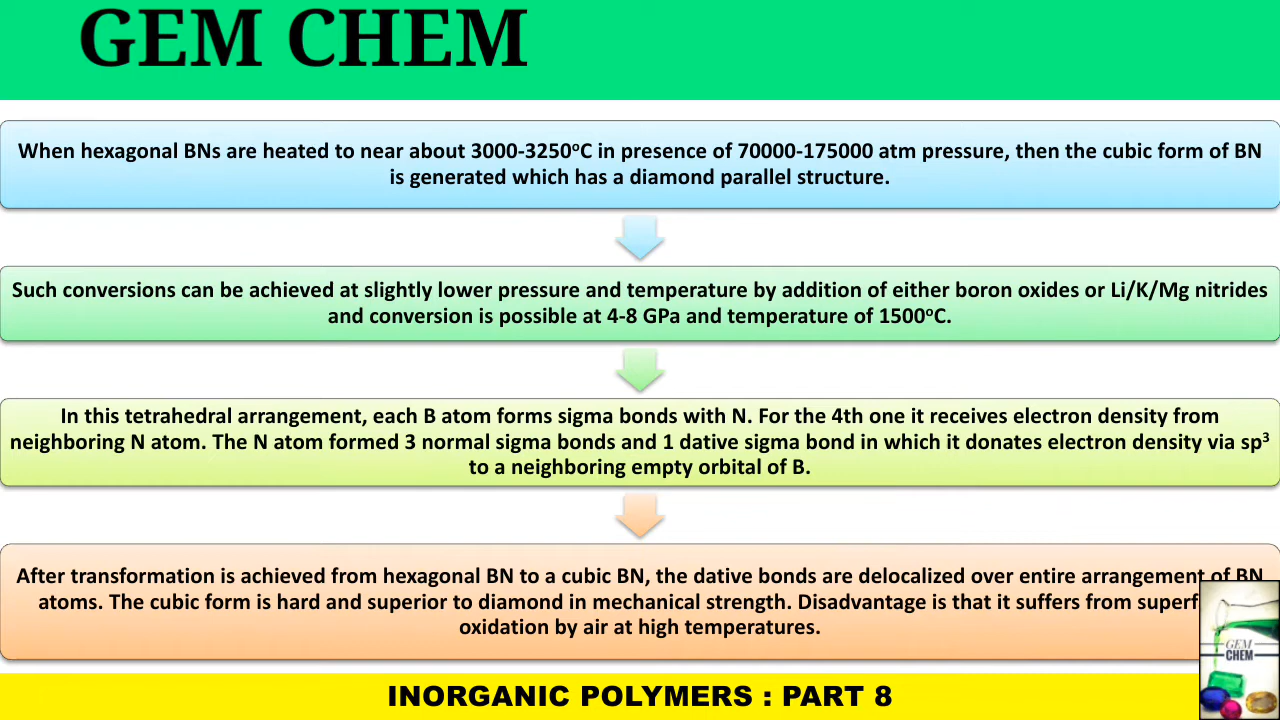 GEM CHEM
When hexagonal BNs are heated to near about 3000-3250ᵒC in presence of 70000-175000 atm pressure, then the cubic form of BN
is generated which has a diamond parallel structure.
Such conversions can be achieved at slightly lower pressure and temperature by addition of either boron oxides or Li/K/Mg nitrides
and conversion is possible at 4-8 GPa and temperature of 1500ᵒC.
In this tetrahedral arrangement, each B atom forms sigma bonds with N. For the 4th one it receives electron density from
neighboring N atom. The N atom formed 3 normal sigma bonds and 1 dative sigma bond in which it donates electron density via sp³
to a neighboring empty orbital of B.
After transformation is achieved from hexagonal BN to a cubic BN, the dative bonds are delocalized over entire arrangement of BN
atoms. The cubic form is hard and superior to diamond in mechanical strength. Disadvantage is that it suffers from
oxidation by air at high temperatures.
GEM
CHEM
INORGANIC POLYMERS : PART 8